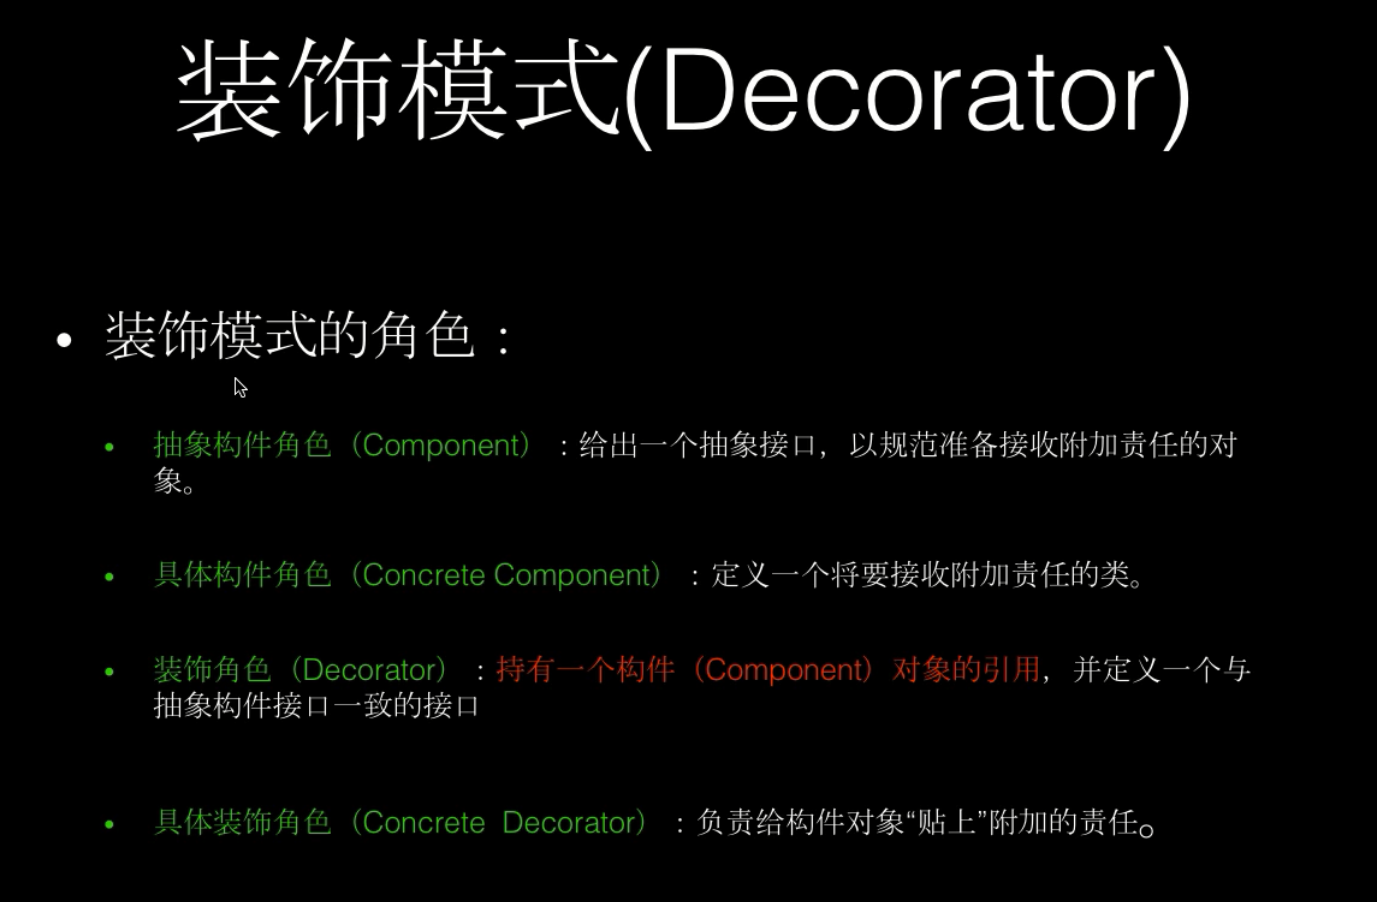 装饰模式(Decorator)
• 装饰模式的角色：
• 抽象构件角色（Component）：给出一个抽象接口，以规范准备接收附加责任的对
象。
• 具体构件角色（Concrete Component）：定义一个将要接收附加责任的类。
• 装饰角色（Decorator）：持有一个构件（Component）对象的引用，并定义一个与
抽象构件接口一致的接口
• 具体装饰角色（Concrete  Decorator）：负责给构件对象“贴上”附加的责任。